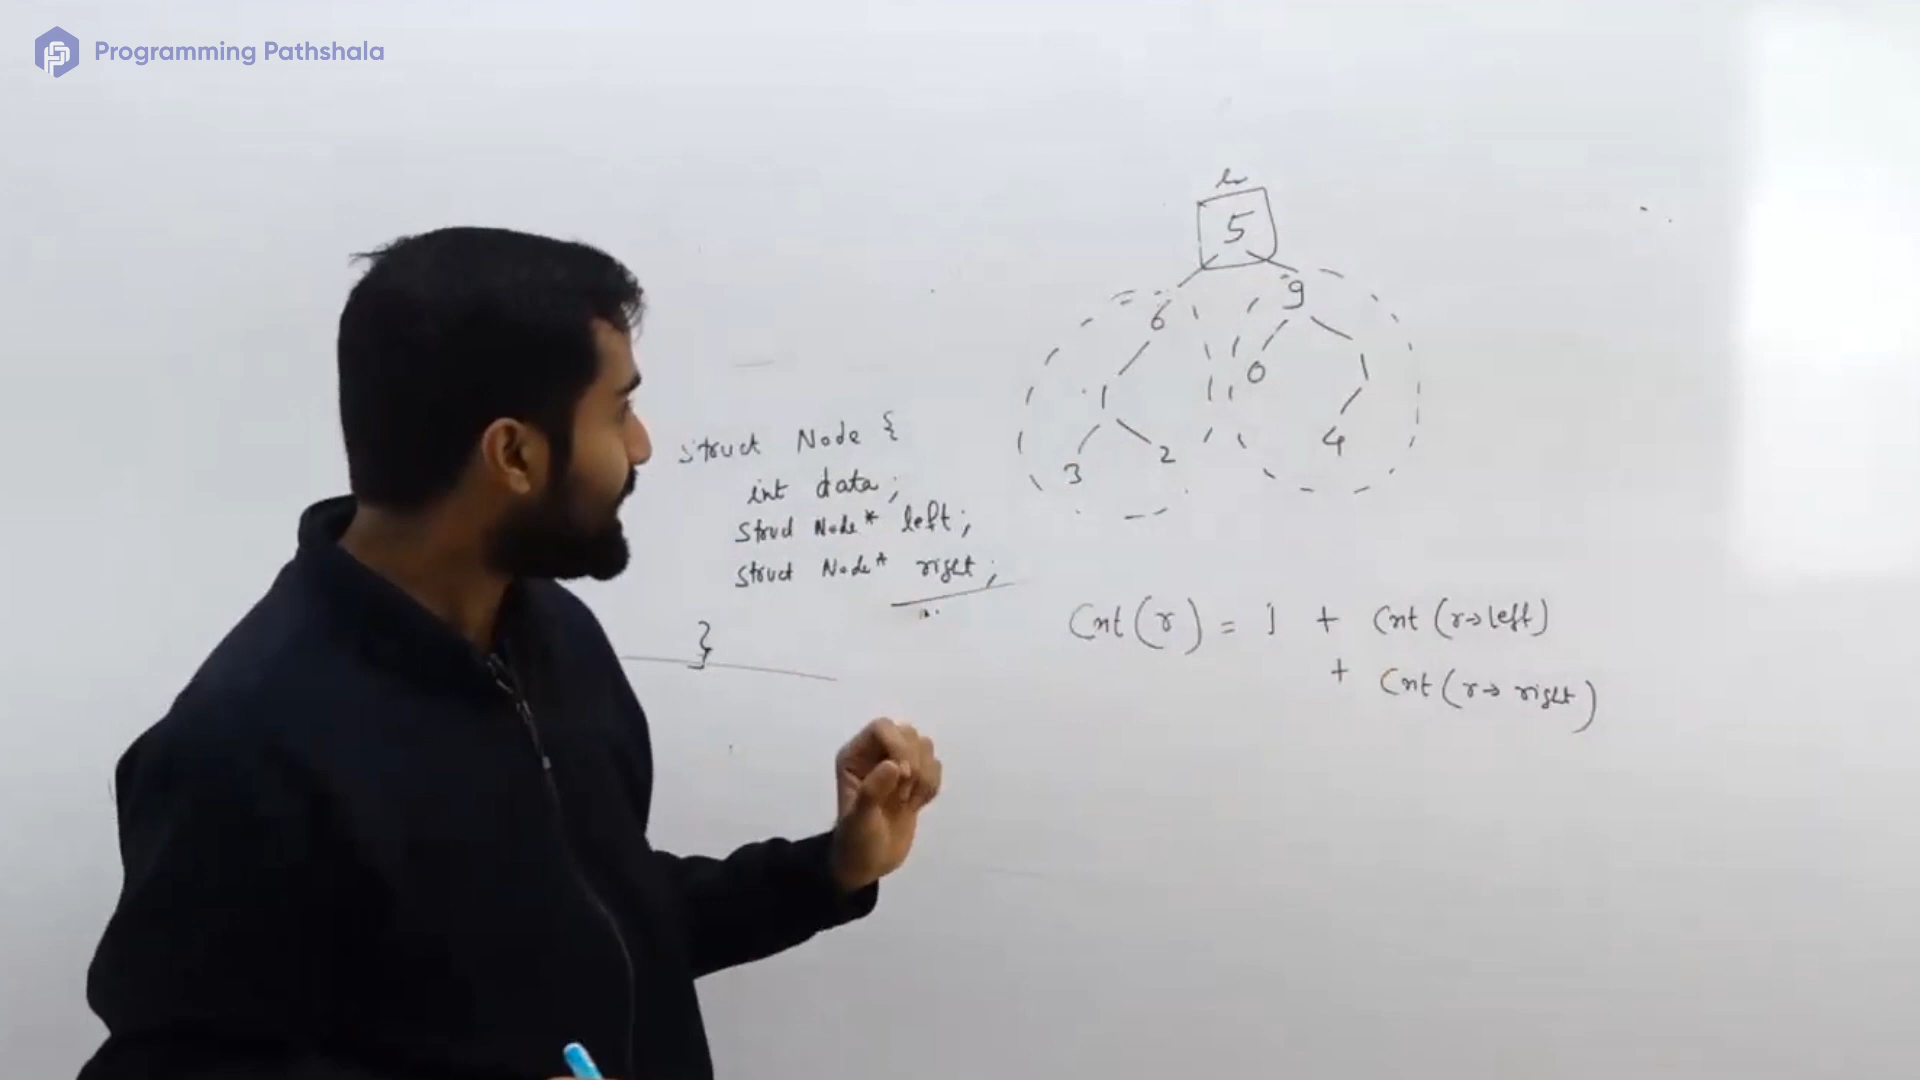 Programming Pathshala
5
6 9
1 0 1
3 2 4
struct Node {
int data;
struct Node* left;
struct Node* right;
}
Cnt(r) = 1 + Cnt(r→left)
+ Cnt(r→right)